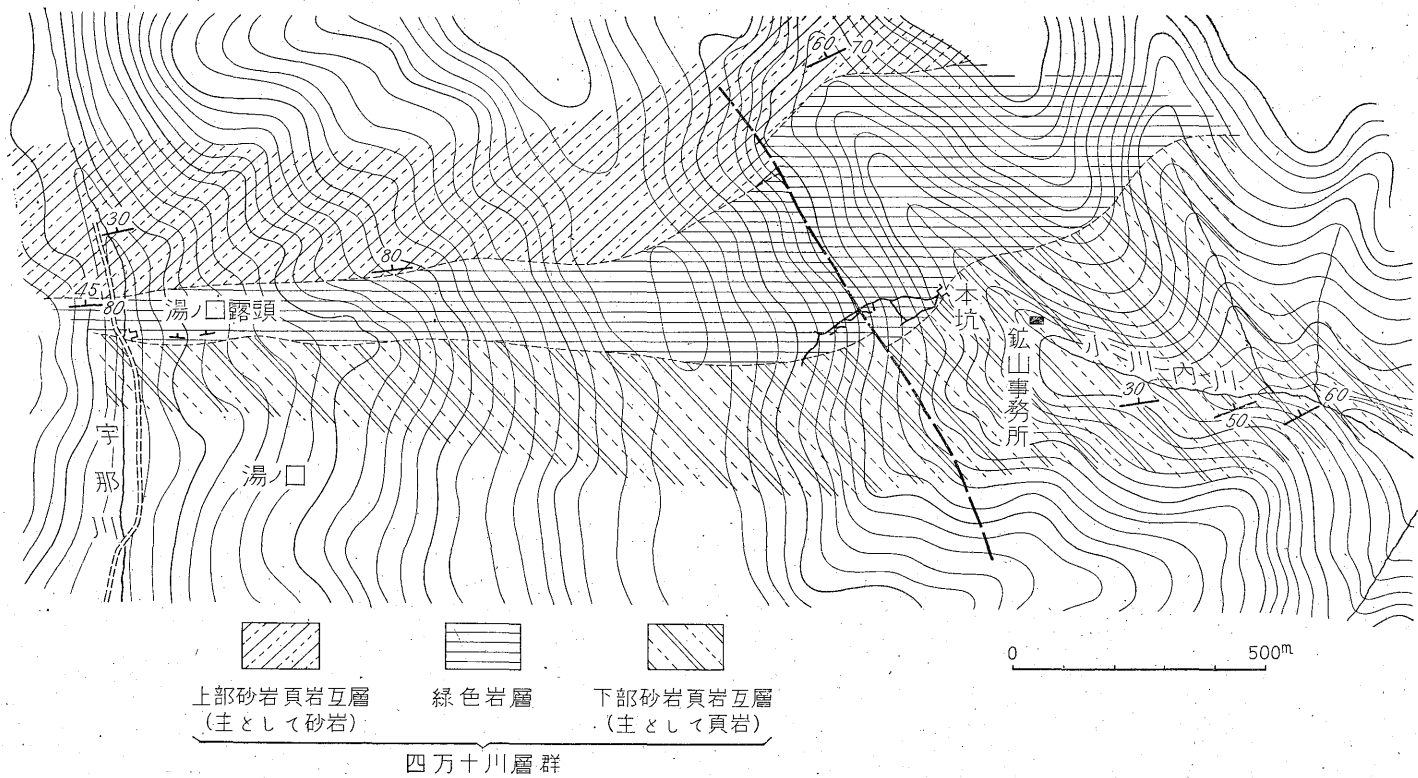 60 70
30
80
45
80
湯ノ口露頭
本坑
鉱山事務所
小川内川
30
50
60
宇那川
湯ノ口
0 500m
上部砂岩頁岩互層
(主として砂岩)
緑色岩層
下部砂岩頁岩互層
(主として頁岩)
四万十川層群